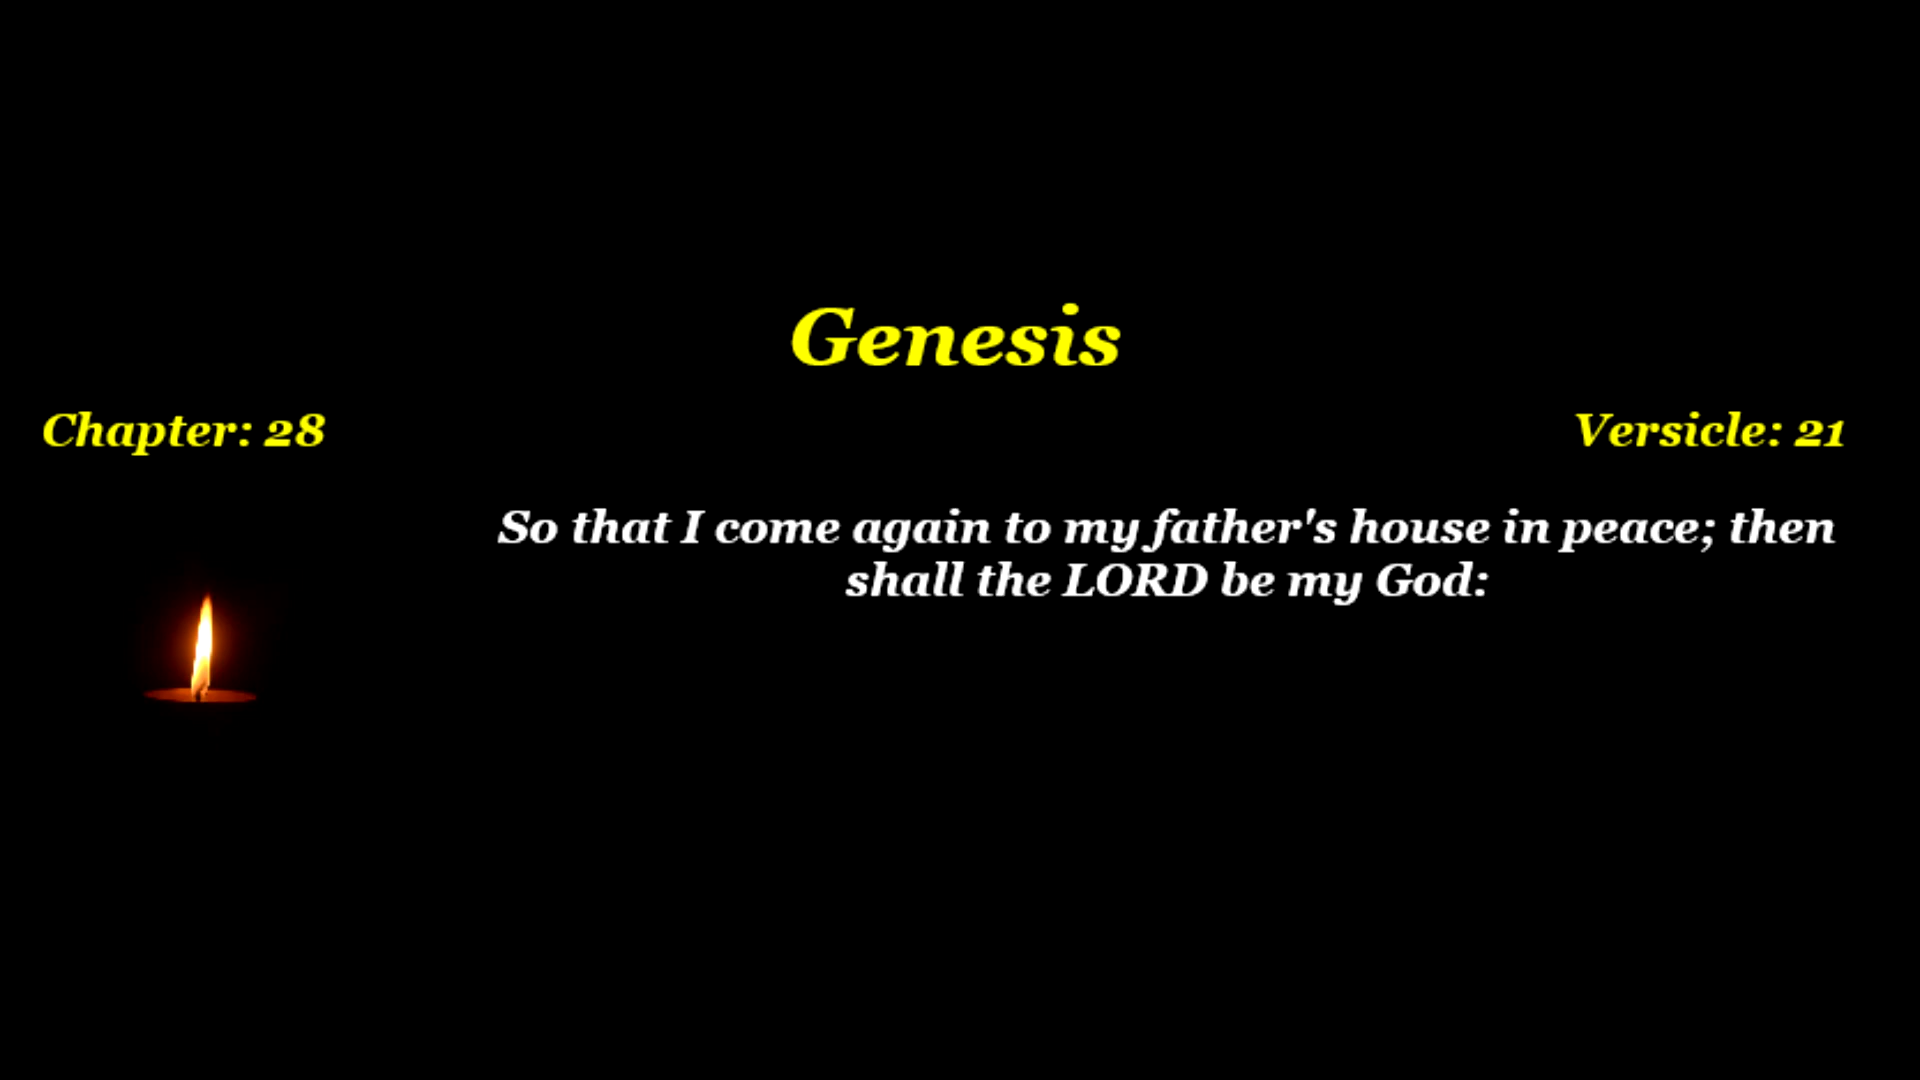 Genesis
Chapter: 28
Versicle: 21
So that I come again to my father's house in peace; then
shall the LORD be my God: